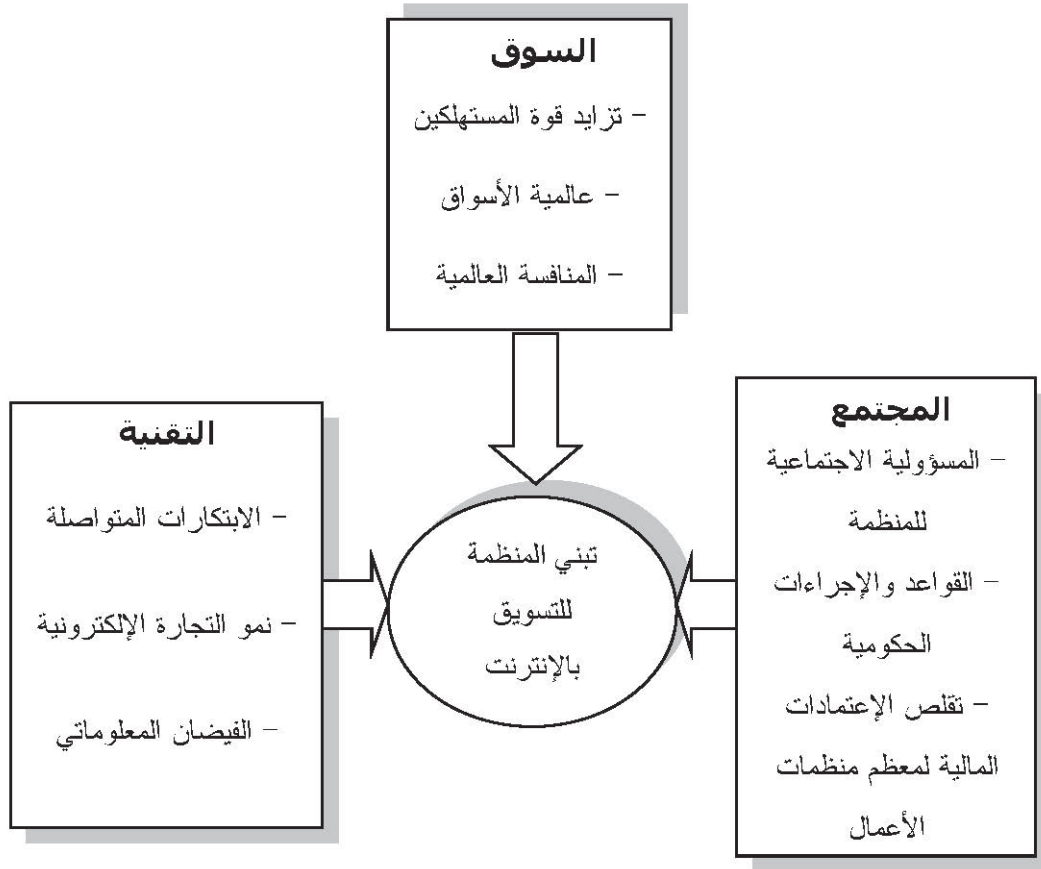 السوق
- تزايد قوة المستهلكين
- عالمية الأسواق
- المنافسة العالمية
المجتمع
- المسؤولية الاجتماعية
للمنظمة
- القواعد والإجراءات
الحكومية
- تقلص الإعتمادات
المالية لمعظم منظمات
الأعمال
تبني المنظمة
للتسويق
بالإنترنت
التقنية
- الابتكارات المتواصلة
- نمو التجارة الإلكترونية
- الفيضان المعلوماتي